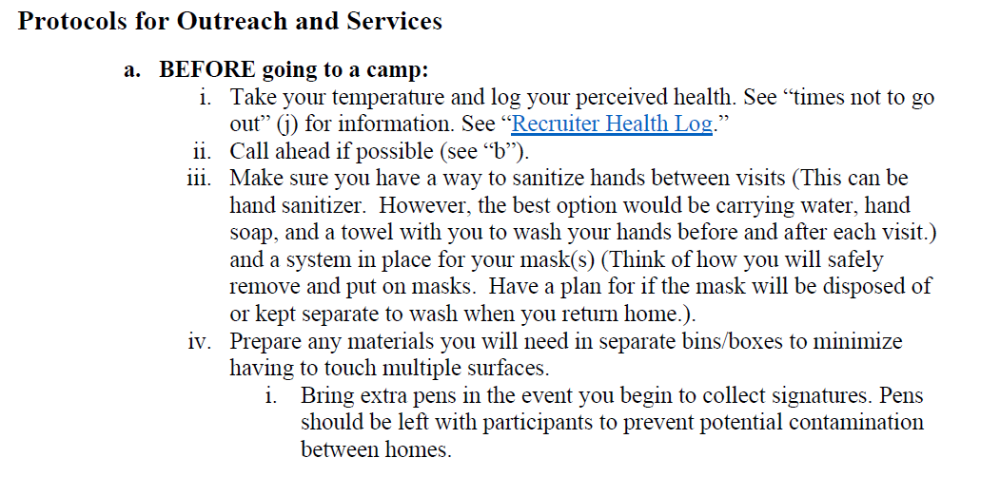 Protocols for Outreach and Services
a. BEFORE going to a camp:
i. Take your temperature and log your perceived health. See “times not to go
out” (j) for information. See “Recruiter Health Log.”
ii. Call ahead if possible (see “b”).
iii. Make sure you have a way to sanitize hands between visits (This can be
hand sanitizer.  However, the best option would be carrying water, hand
soap, and a towel with you to wash your hands before and after each visit.)
and a system in place for your mask(s) (Think of how you will safely
remove and put on masks.  Have a plan for if the mask will be disposed of
or kept separate to wash when you return home.).
iv. Prepare any materials you will need in separate bins/boxes to minimize
having to touch multiple surfaces.
i. Bring extra pens in the event you begin to collect signatures. Pens
should be left with participants to prevent potential contamination
between homes.